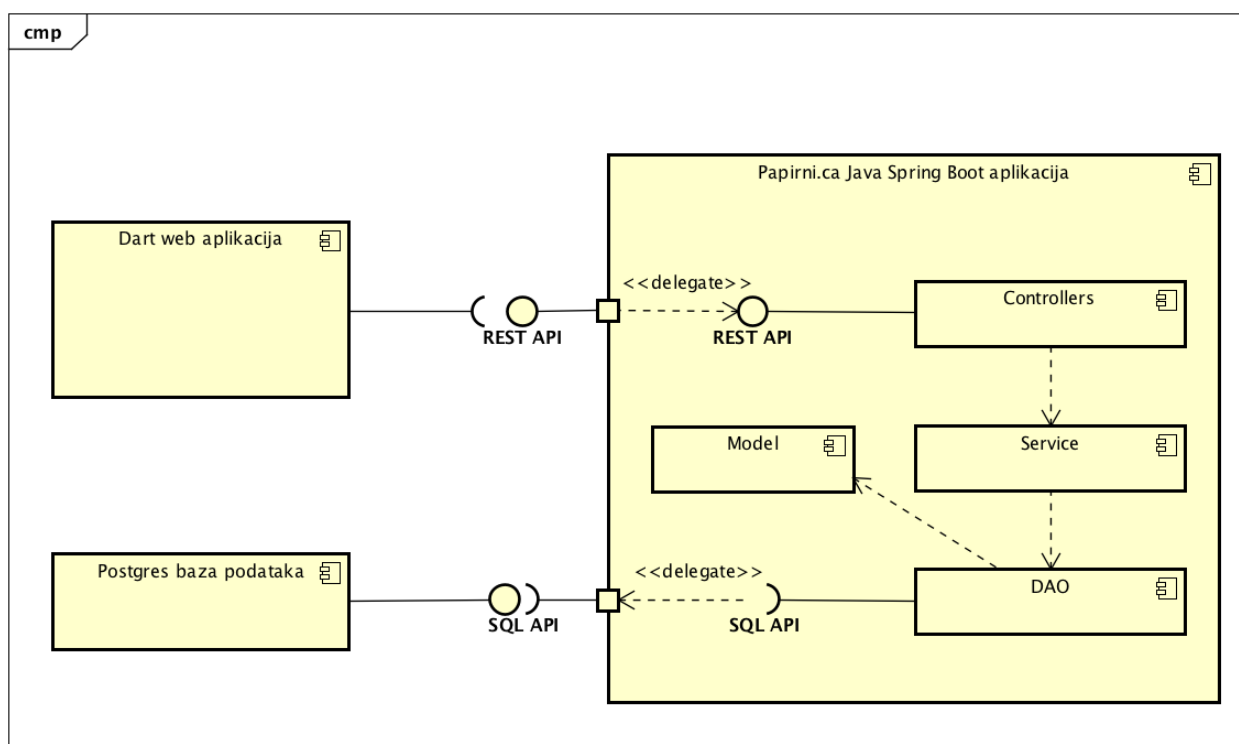 cmp
Papirni.ca Java Spring Boot aplikacija
Dart web aplikacija
<<delegate>>
Controllers
REST API
REST API
Model
Service
Postgres baza podataka
<<delegate>>
DAO
SQL API
SQL API